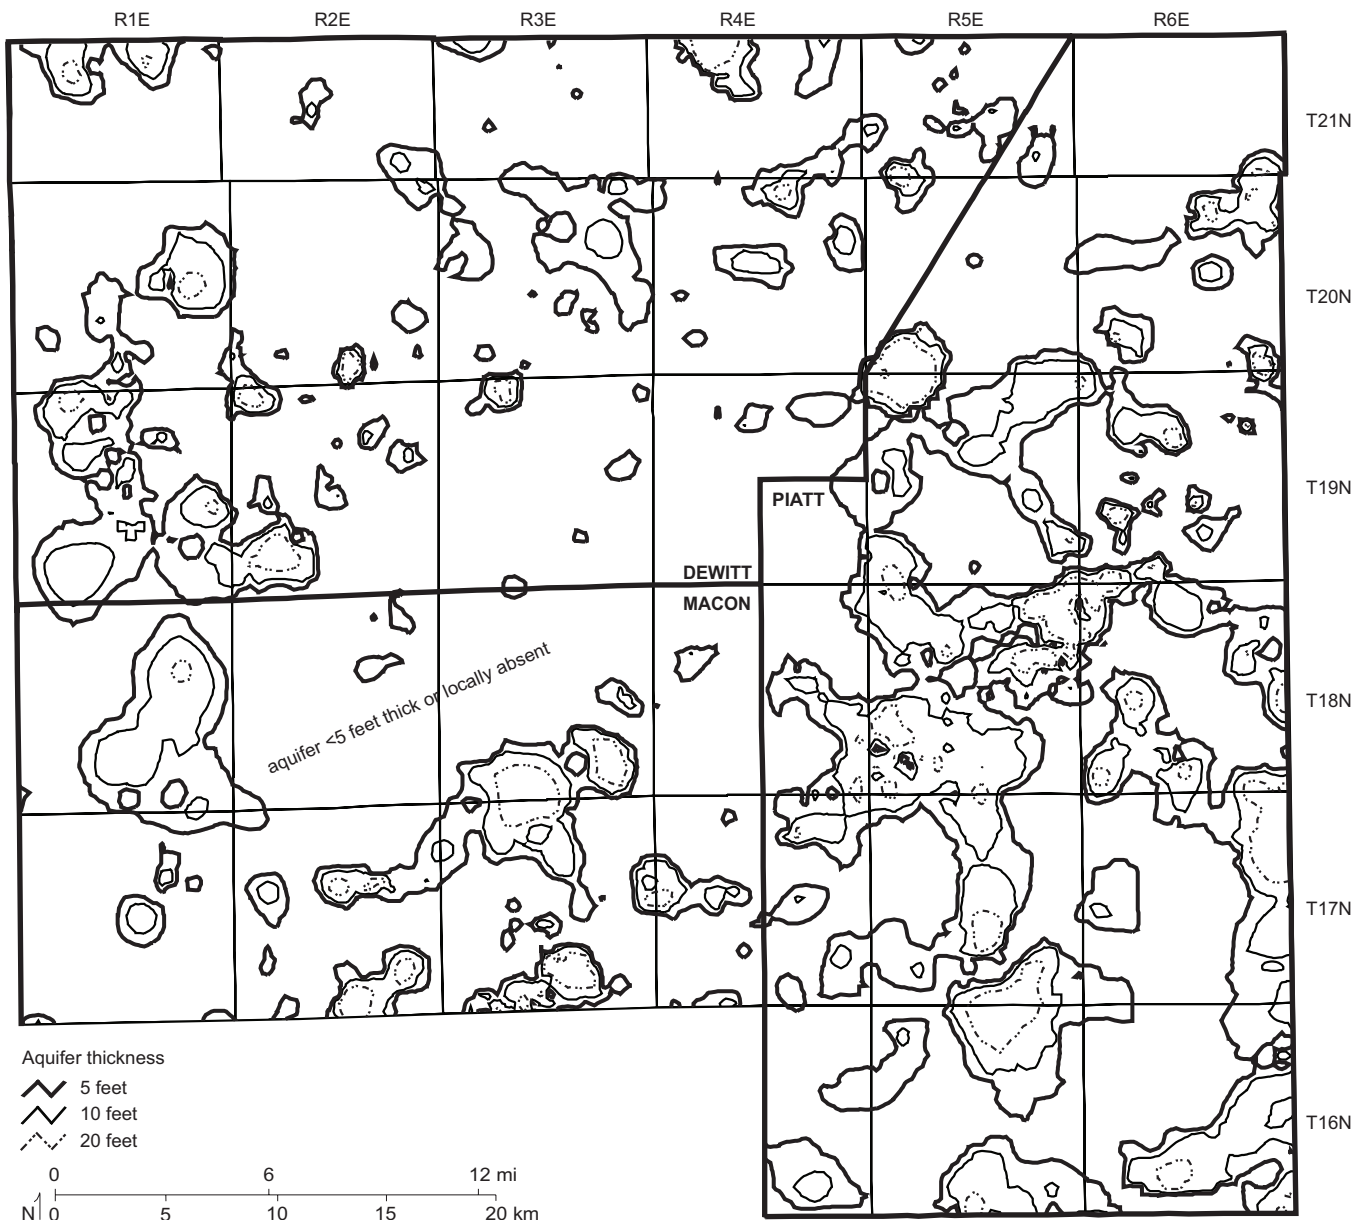 R1E R2E R3E R4E R5E R6E
T21N
T20N
T19N
PIATT
DEWITT
MACON
aquifer <5 feet thick or locally absent
T18N
T17N
Aquifer thickness
5 feet
10 feet
20 feet
T16N
0 6 12 mi
N 0 5 10 15 20 km